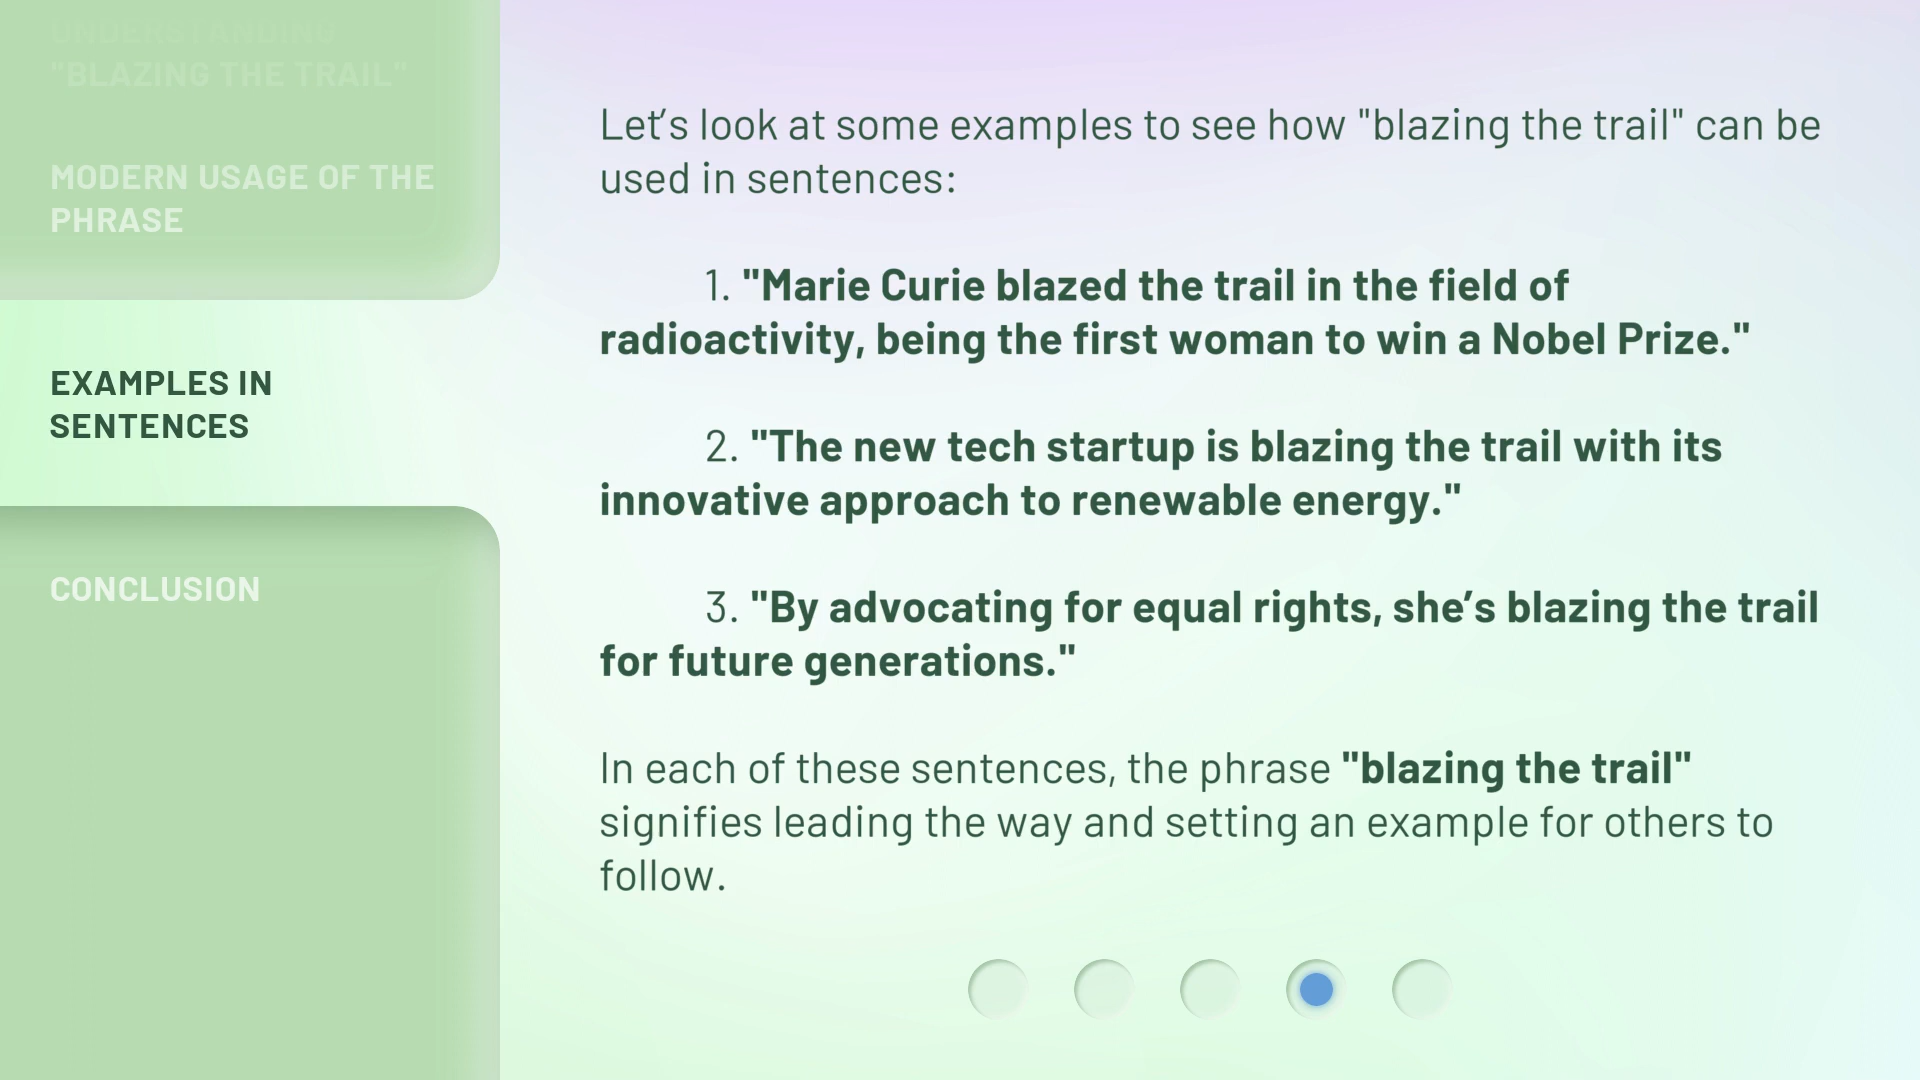 UNDERSTANDING
"BLAZING THE TRAIL"
MODERN USAGE OF THE
PHRASE
EXAMPLES IN
SENTENCES
CONCLUSION
Let's look at some examples to see how "blazing the trail" can be
used in sentences:
1. "Marie Curie blazed the trail in the field of
radioactivity, being the first woman to win a Nobel Prize."
2. "The new tech startup is blazing the trail with its
innovative approach to renewable energy."
3. "By advocating for equal rights, she's blazing the trail
for future generations."
In each of these sentences, the phrase "blazing the trail"
signifies leading the way and setting an example for others to
follow.